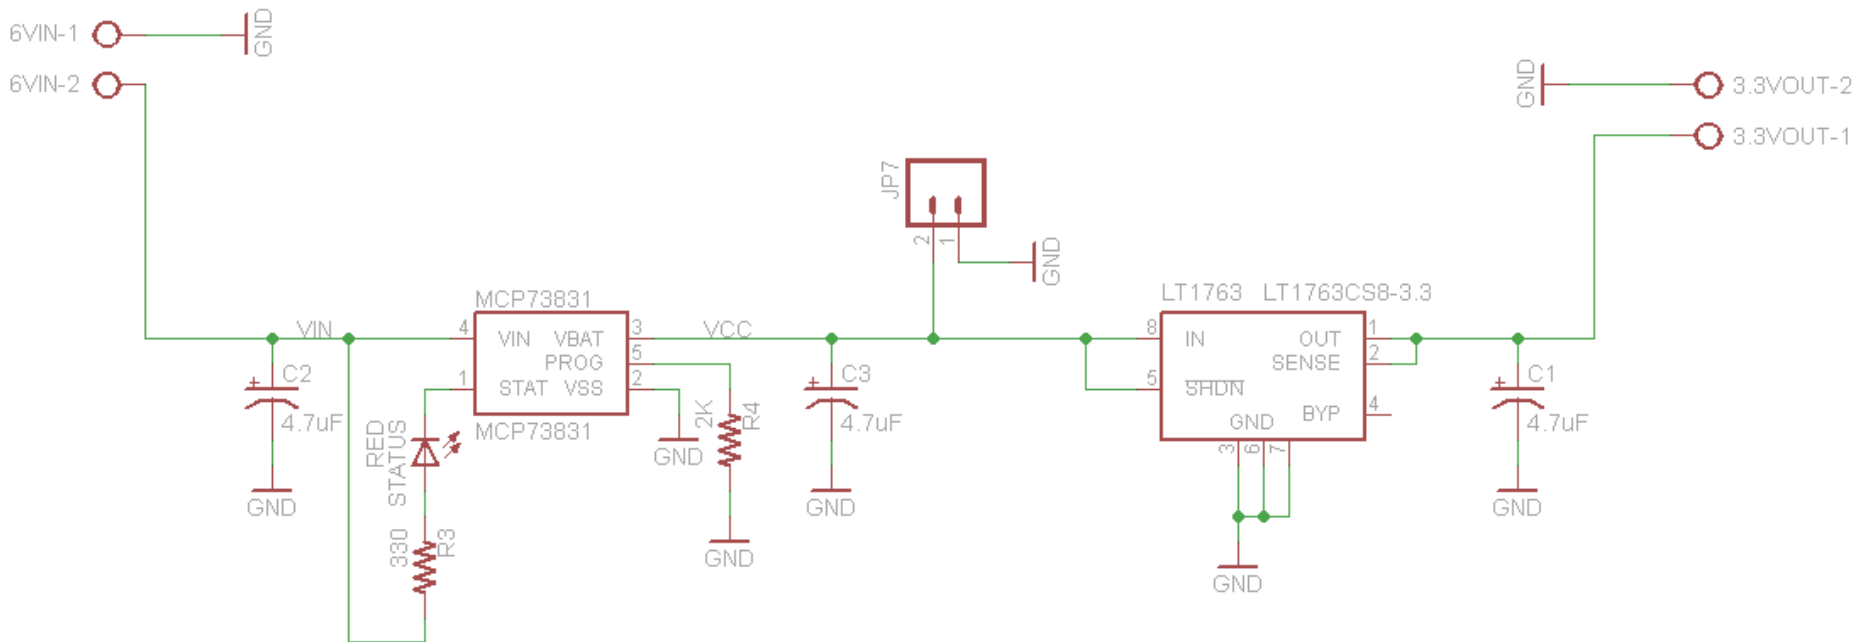 6VIN-1
GND
6VIN-2
GND
3.3VOUT-2
3.3VOUT-1
JP7
2
1
GND
MCP73831
LT1763
LT1763CS8-3.3
VIN
4
VIN
VBAT
3
VCC
PROG
5
1
STAT
VSS
2
MCP73831
C2
4.7uF
GND
RED
STATUS
330
R3
GND
2K
R4
GND
C3
4.7uF
GND
8
IN
OUT
1
SENSE
2
5
SHDN
BYP
4
GND
3
6
7
GND
C1
4.7uF
GND
+
+
+